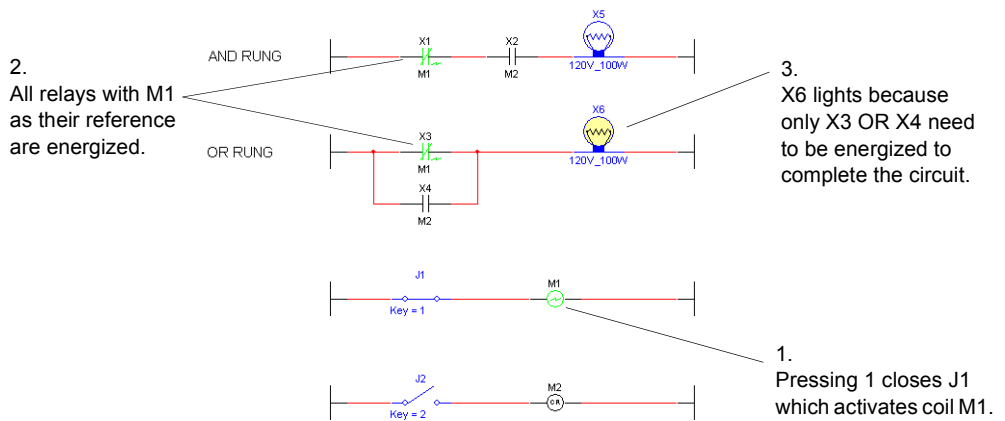 X5
2.
All relays with M1
as their reference
are energized.
AND RUNG
X1
M1
X2
M2
120V_100W
3.
X6 lights because
only X3 OR X4 need
to be energized to
complete the circuit.
X6
OR RUNG
X3
M1
120V_100W
X4
M2
J1
Key = 1
M1
1.
Pressing 1 closes J1
which activates coil M1.
J2
Key = 2
M2
CR